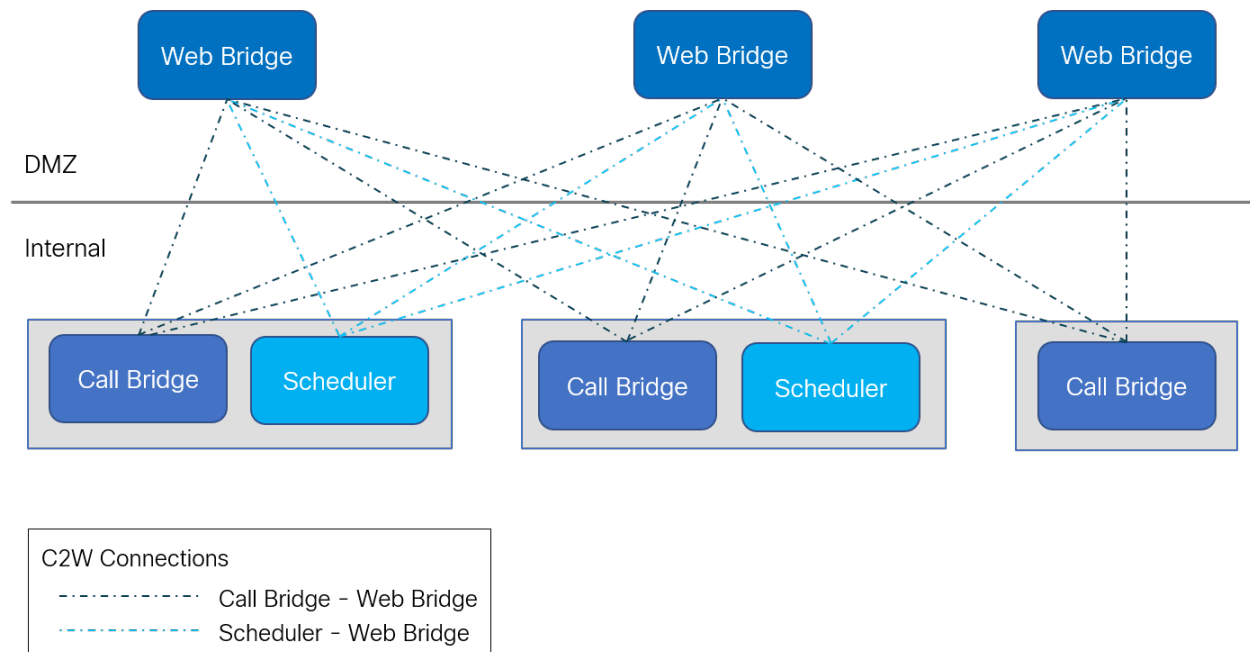 Web Bridge
Web Bridge
Web Bridge
DMZ
Internal
Call Bridge
Scheduler
Call Bridge
Scheduler
Call Bridge
C2W Connections
Call Bridge - Web Bridge
Scheduler - Web Bridge